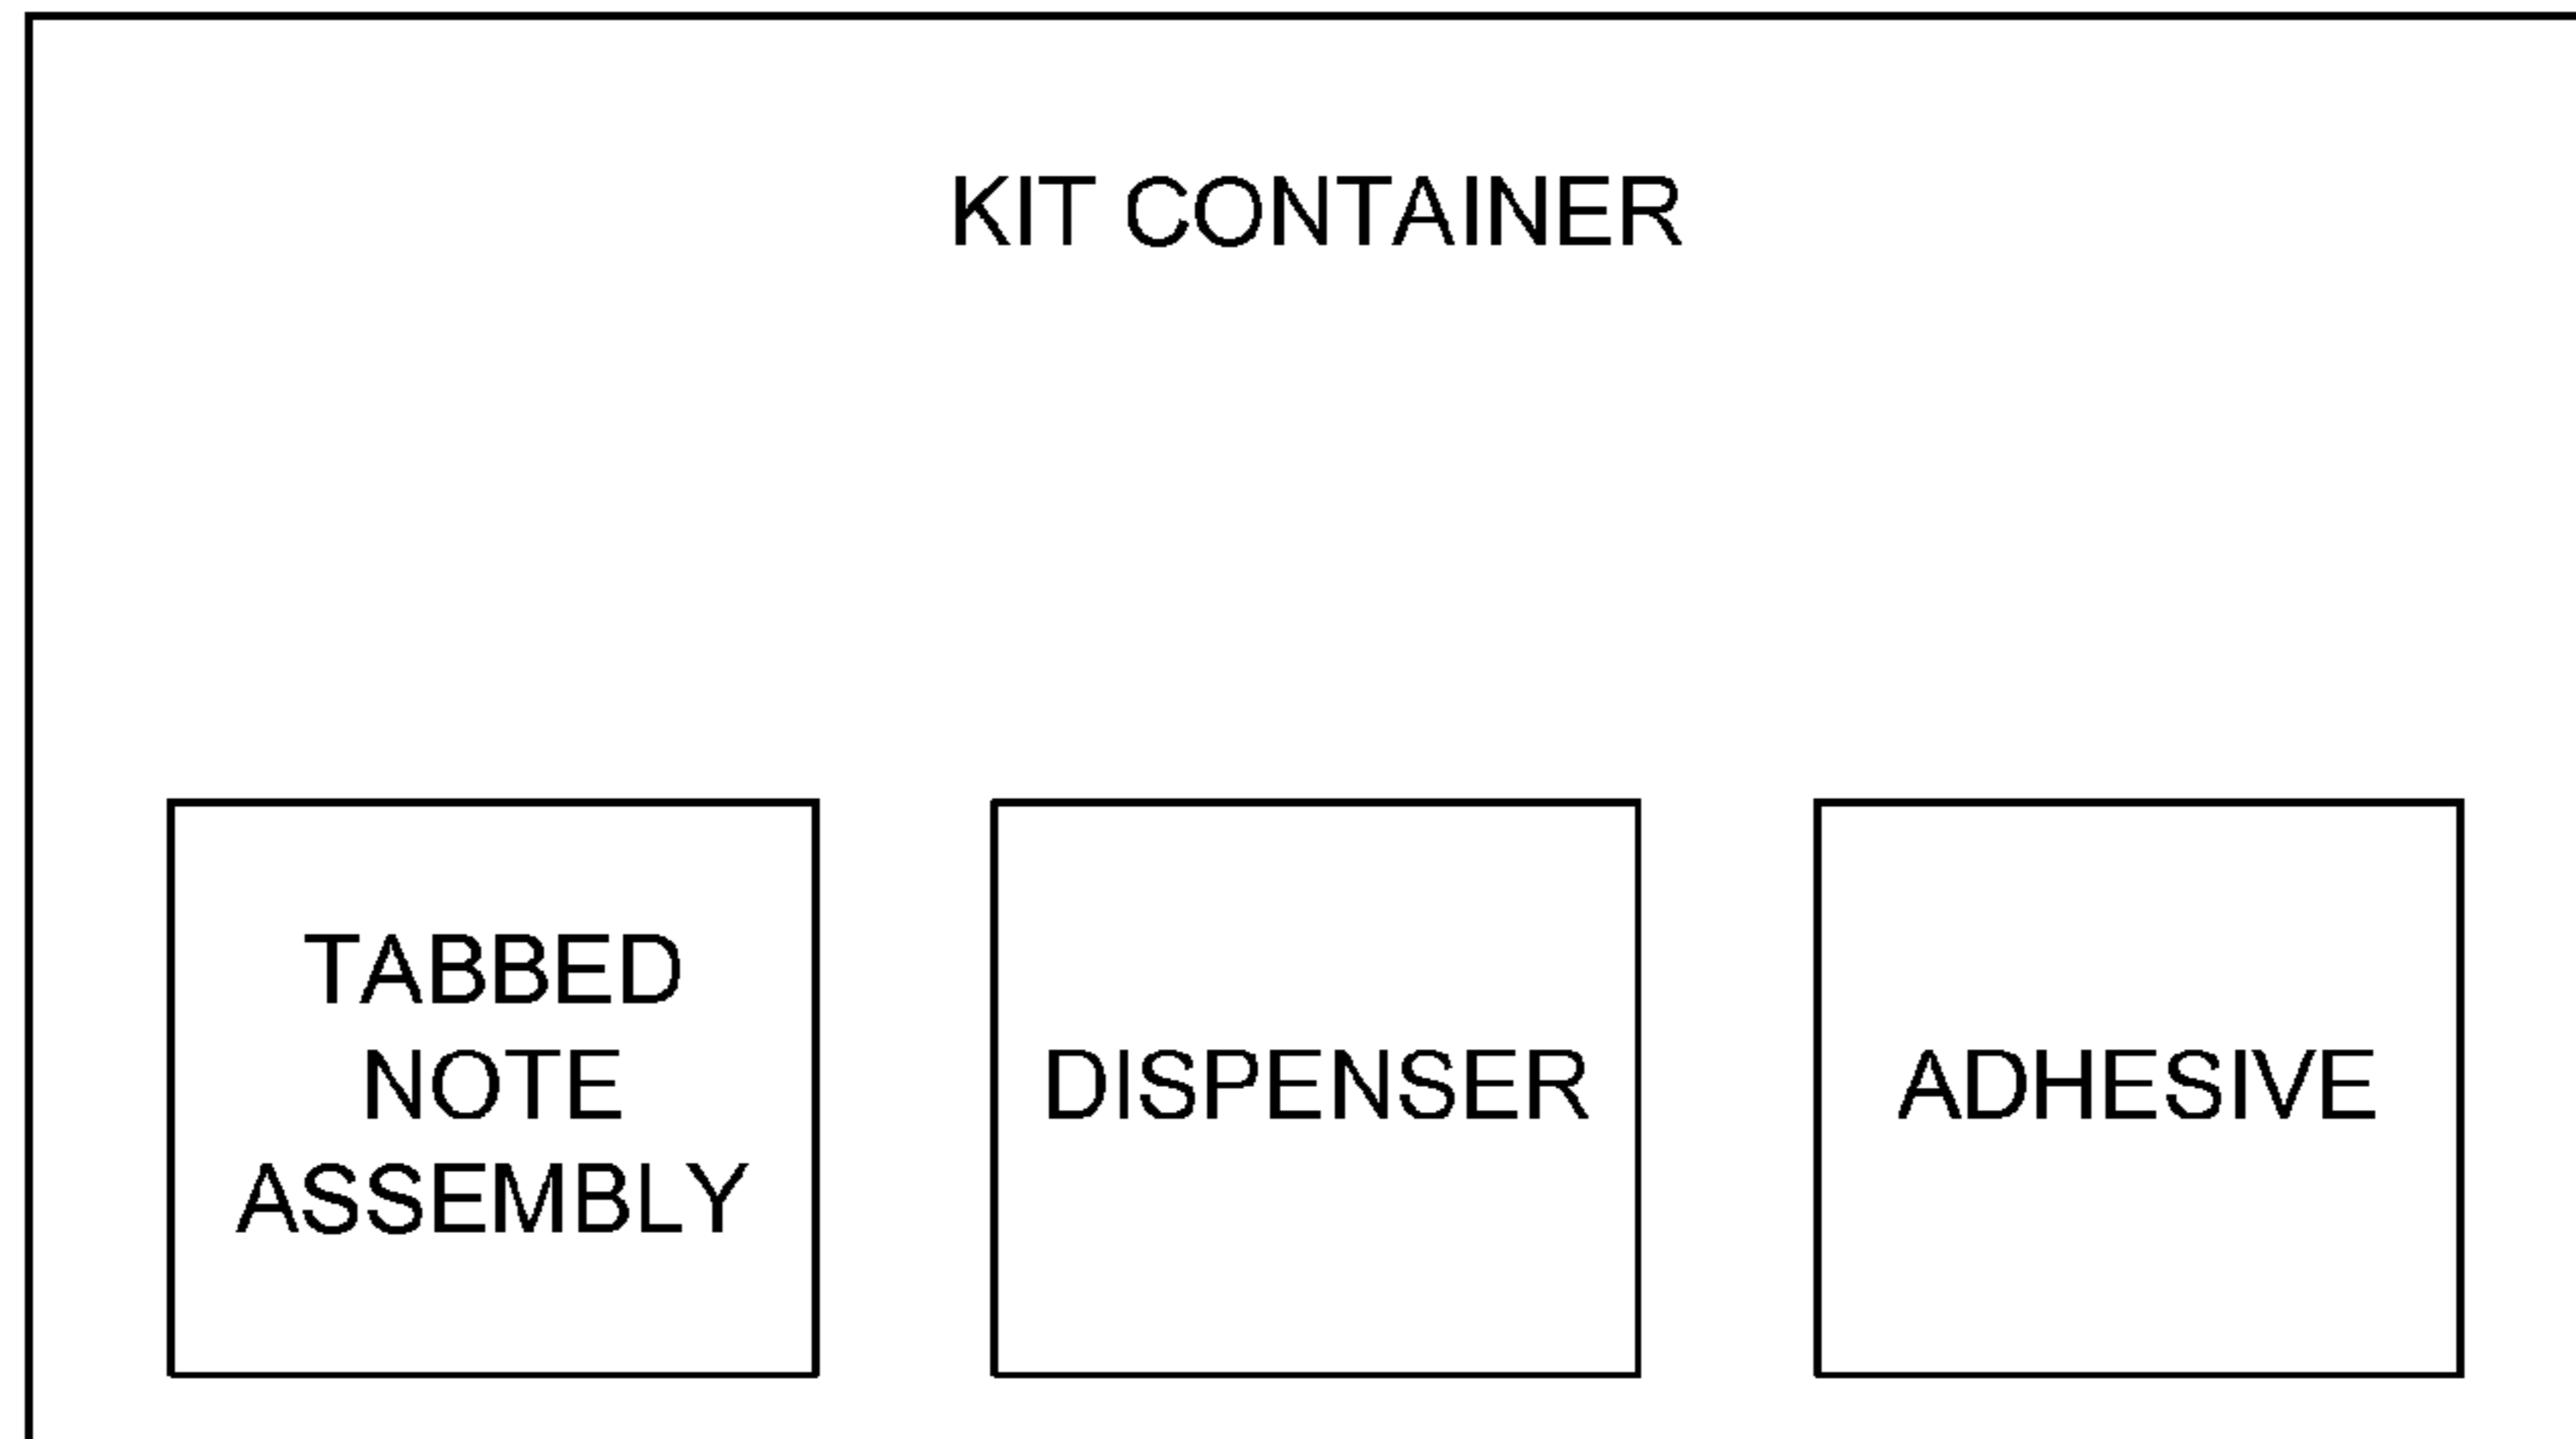 KIT CONTAINER
TABBED
NOTE
ASSEMBLY
DISPENSER
ADHESIVE